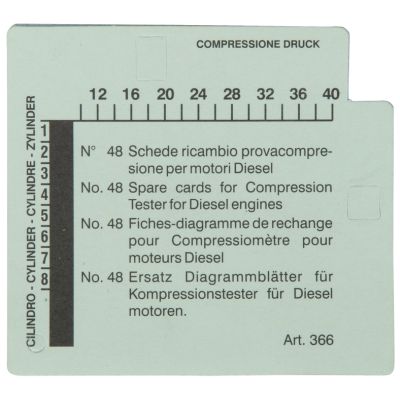 COMPRESSIONE DRUCK
12 16 20 24 28 32 36 40
CILINDRO - CYLINDER - CYLINDRE - ZYLINDER
1
2
3
4
5
6
7
8
N° 48 Schede ricambio provacompre-
sione per motori Diesel
No. 48 Spare cards for Compression
Tester for Diesel engines
No. 48 Fiches-diagramme de rechange
pour Compressiomètre pour
moteurs Diesel
No. 48 Ersatz Diagrammblätter für
Kompressionstester für Diesel
motoren.
Art. 366